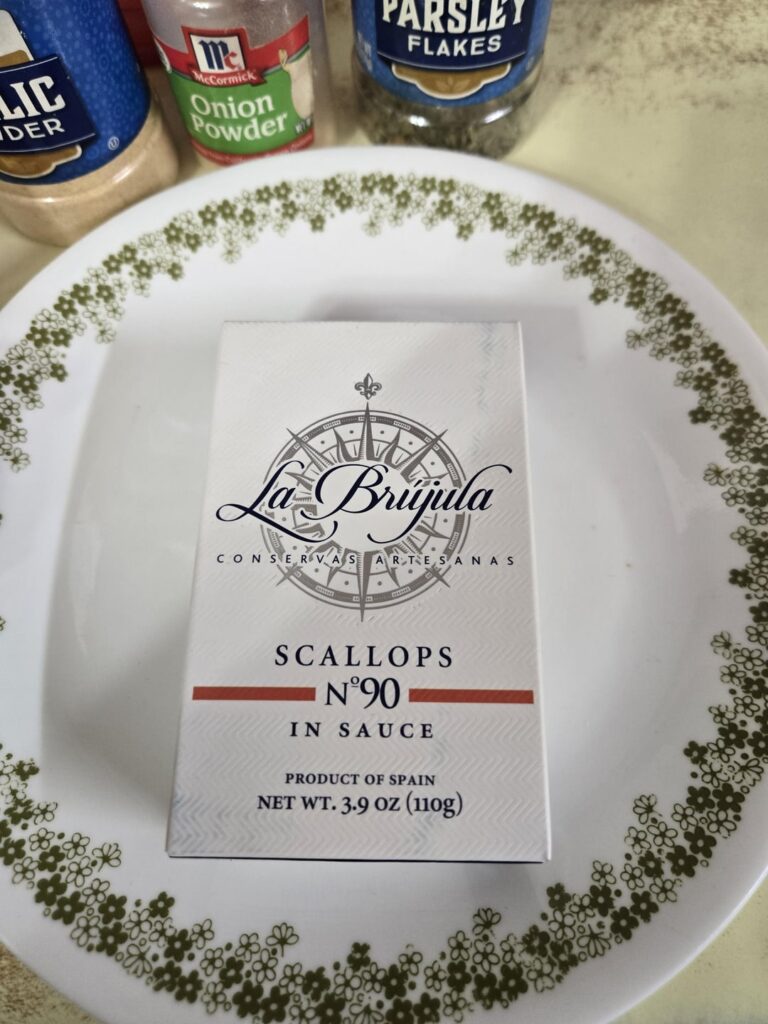 LIC
DER
Mc
McCormick
Onion
Powder
PARSLEY
FLAKES
La Brújula
CONSERVAS ARTESANAS
SCALLOPS
Nº90
IN SAUCE
PRODUCT OF SPAIN
NET WT. 3.9 OZ (110g)